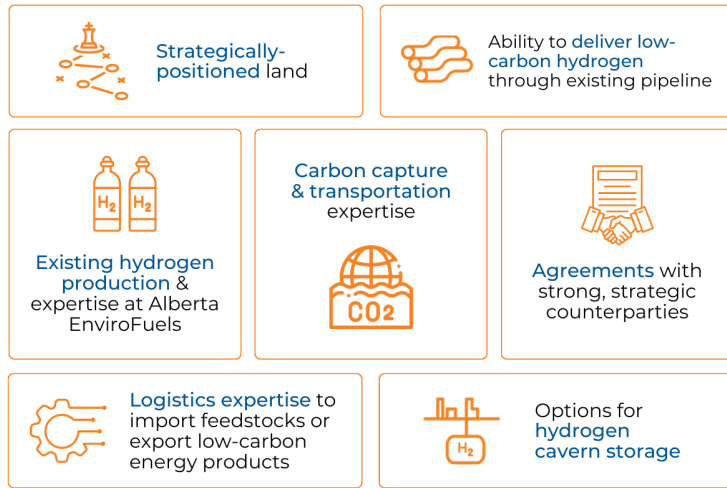 Strategically-
positioned land
Ability to deliver low-
carbon hydrogen
through existing pipeline
H2 H2
Existing hydrogen
production &
expertise at Alberta
EnviroFuels
Carbon capture
& transportation
expertise
CO2
Agreements with
strong, strategic
counterparties
Logistics expertise to
import feedstocks or
export low-carbon
energy products
H2
Options for
hydrogen
cavern storage